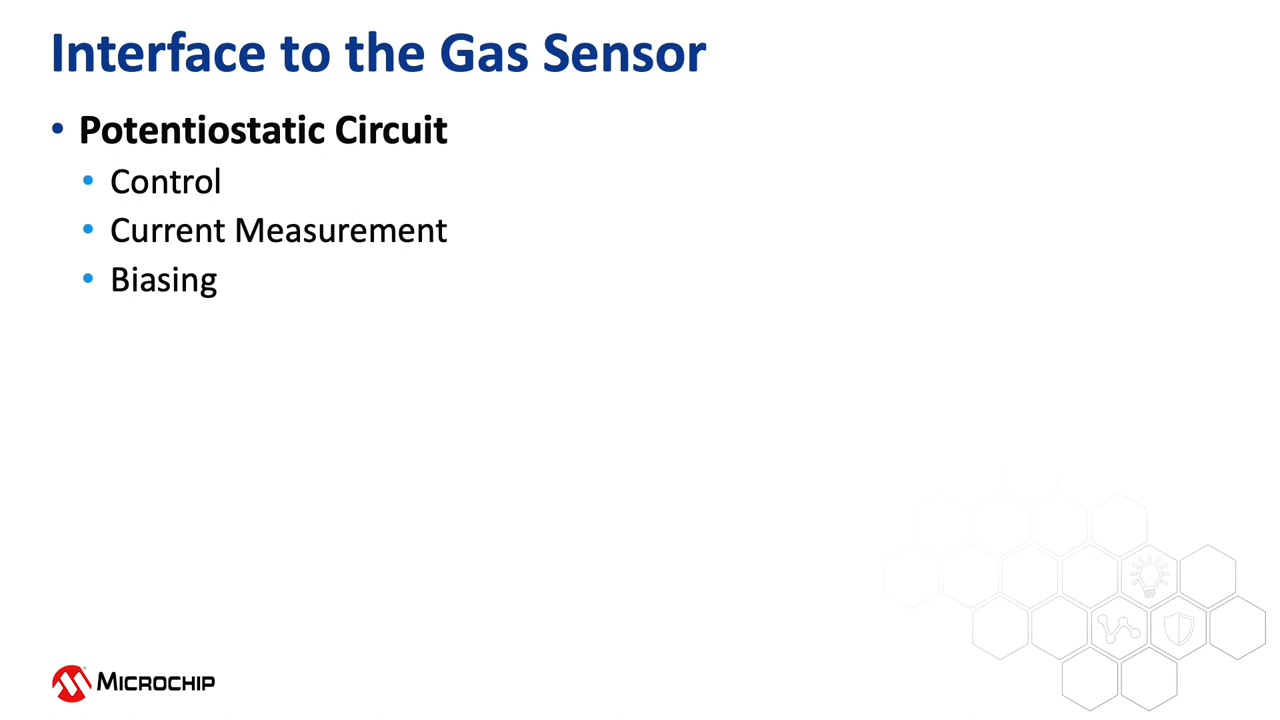 Interface to the Gas Sensor
• Potentiostatic Circuit
• Control
• Current Measurement
• Biasing
MICROCHIP